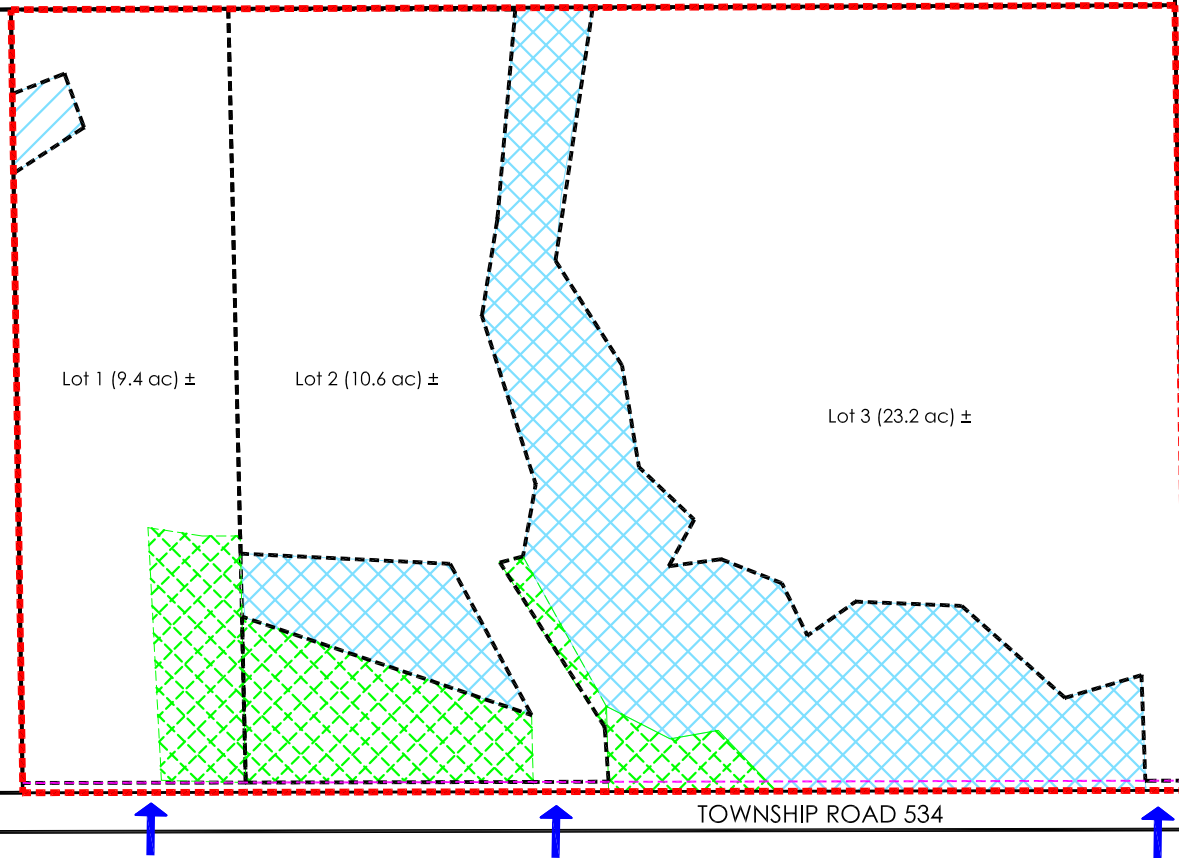 Lot 1 (9.4 ac) ±
Lot 2 (10.6 ac) ±
Lot 3 (23.2 ac) ±
TOWNSHIP ROAD 534